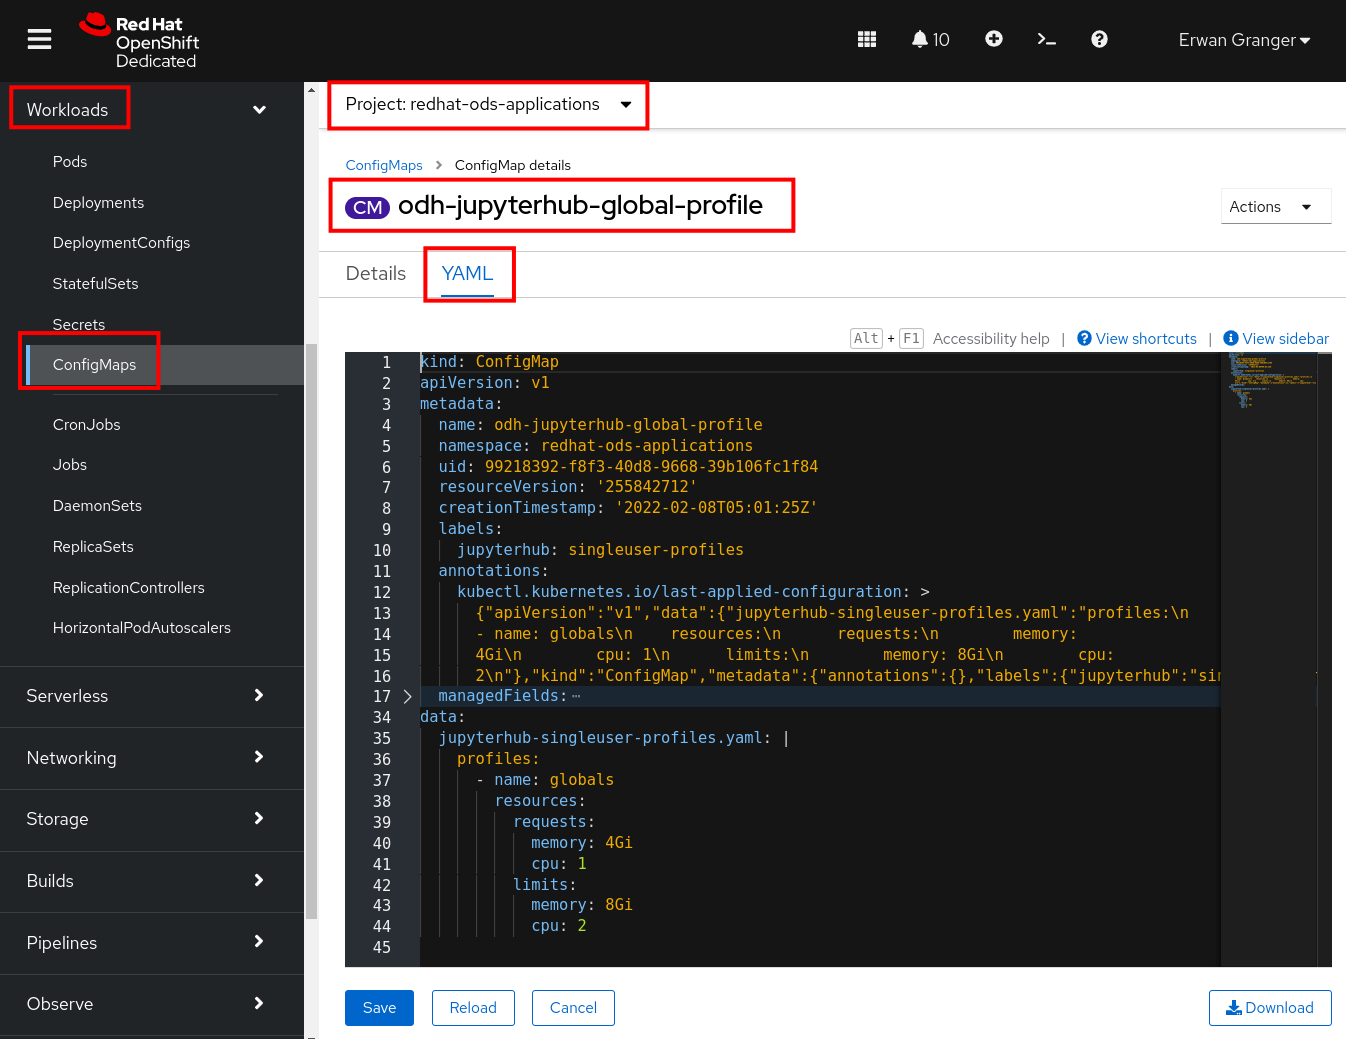 Red Hat
OpenShift
Dedicated
10
Erwan Granger
Workloads
Pods
Deployments
DeploymentConfigs
StatefulSets
Secrets
ConfigMaps
CronJobs
Jobs
DaemonSets
ReplicaSets
ReplicationControllers
HorizontalPodAutoscalers
Serverless
Networking
Storage
Builds
Pipelines
Observe
Project: redhat-ods-applications
ConfigMaps > ConfigMap details
CM odh-jupyterhub-global-profile
Actions
Details YAML
Alt + F1 Accessibility help | View shortcuts | View sidebar
1 kind: ConfigMap
2 apiVersion: v1
3 metadata:
4 name: odh-jupyterhub-global-profile
5 namespace: redhat-ods-applications
6 uid: 99218392-f8f3-40d8-9668-39b106fc1f84
7 resourceVersion: '255842712'
8 creationTimestamp: '2022-02-08T05:01:25Z'
9 labels:
10 jupyterhub: singleuser-profiles
11 annotations:
12 kubectl.kubernetes.io/last-applied-configuration: >
13 {"apiVersion":"v1","data":{"jupyterhub-singleuser-profiles.yaml":"profiles:\n
14 - name: globals\n resources:\n requests:\n memory:
15 4Gi\n cpu: 1\n limits:\n memory: 8Gi\n cpu:
16 2\n"},"kind":"ConfigMap","metadata":{"annotations":{},"labels":{"jupyterhub":"sin
17 managedFields:
34 data:
35 jupyterhub-singleuser-profiles.yaml: |
36 profiles:
37 - name: globals
38 resources:
39 requests:
40 memory: 4Gi
41 cpu: 1
42 limits:
43 memory: 8Gi
44 cpu: 2
45
Save Reload Cancel Download